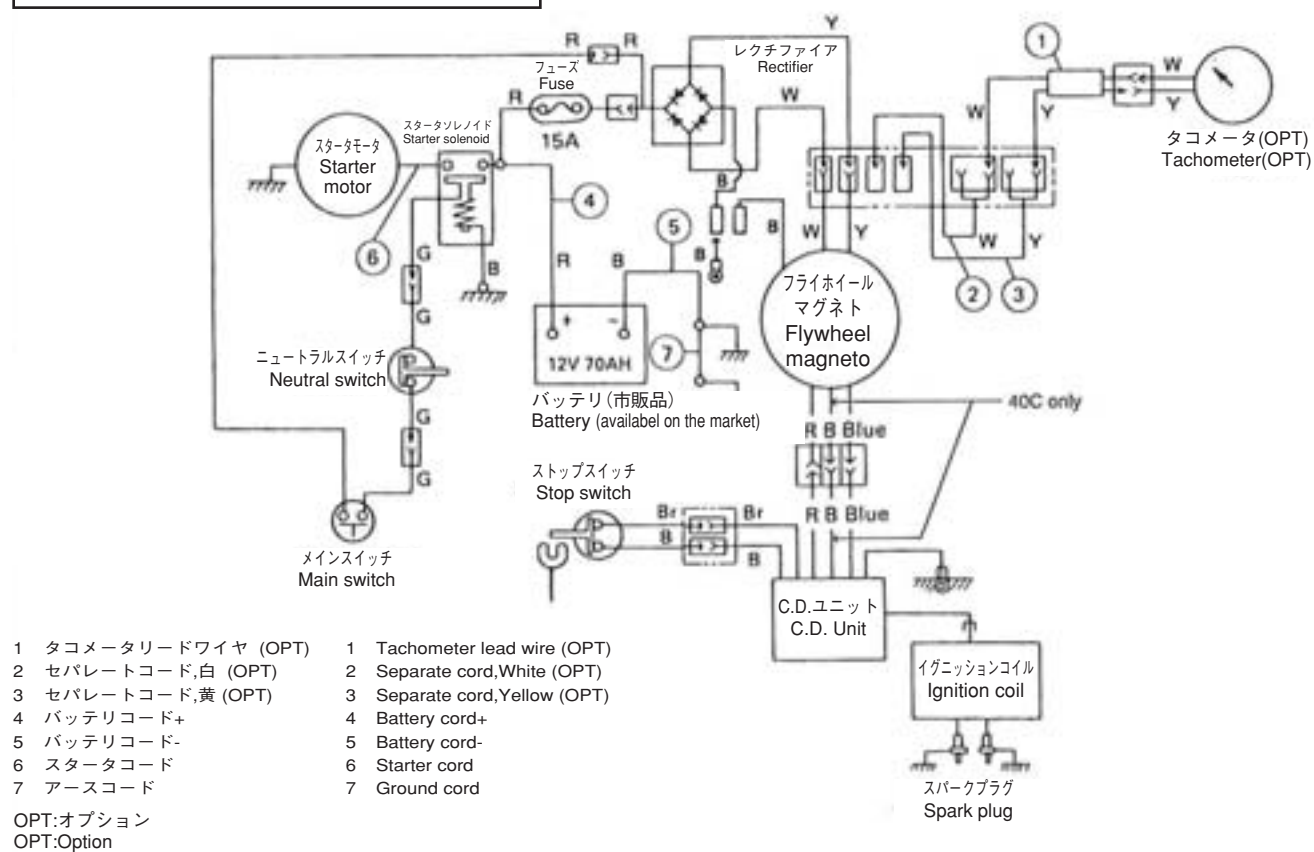 R
R
Y
レクチファイア
Rectifier
フューズ
Fuse
R
15A
W
スタータソレノイド
Starter solenoid
スタータモータ
Starter
motor
1
W
Y
W
Y
タコメータ(OPT)
Tachometer(OPT)
4
5
6
G
B
R
B
B
B
B
W
Y
W
Y
2
3
G
フライホイール
マグネト
Flywheel
magneto
+
-
12V 70AH
7
ニュートラルスイッチ
Neutral switch
バッテリ(市販品)
Battery (availabel on the market)
40C only
G
G
R B Blue
R B Blue
ストップスイッチ
Stop switch
Br
Br
B
B
メインスイッチ
Main switch
C.D.ユニット
C.D. Unit
イグニッションコイル
Ignition coil
スパークプラグ
Spark plug
1 タコメータリードワイヤ (OPT)
2 セパレートコード,白 (OPT)
3 セパレートコード,黄 (OPT)
4 バッテリコード+
5 バッテリコード-
6 スタータコード
7 アースコード
1 Tachometer lead wire (OPT)
2 Separate cord,White (OPT)
3 Separate cord,Yellow (OPT)
4 Battery cord+
5 Battery cord-
6 Starter cord
7 Ground cord
OPT:オプション
OPT:Option